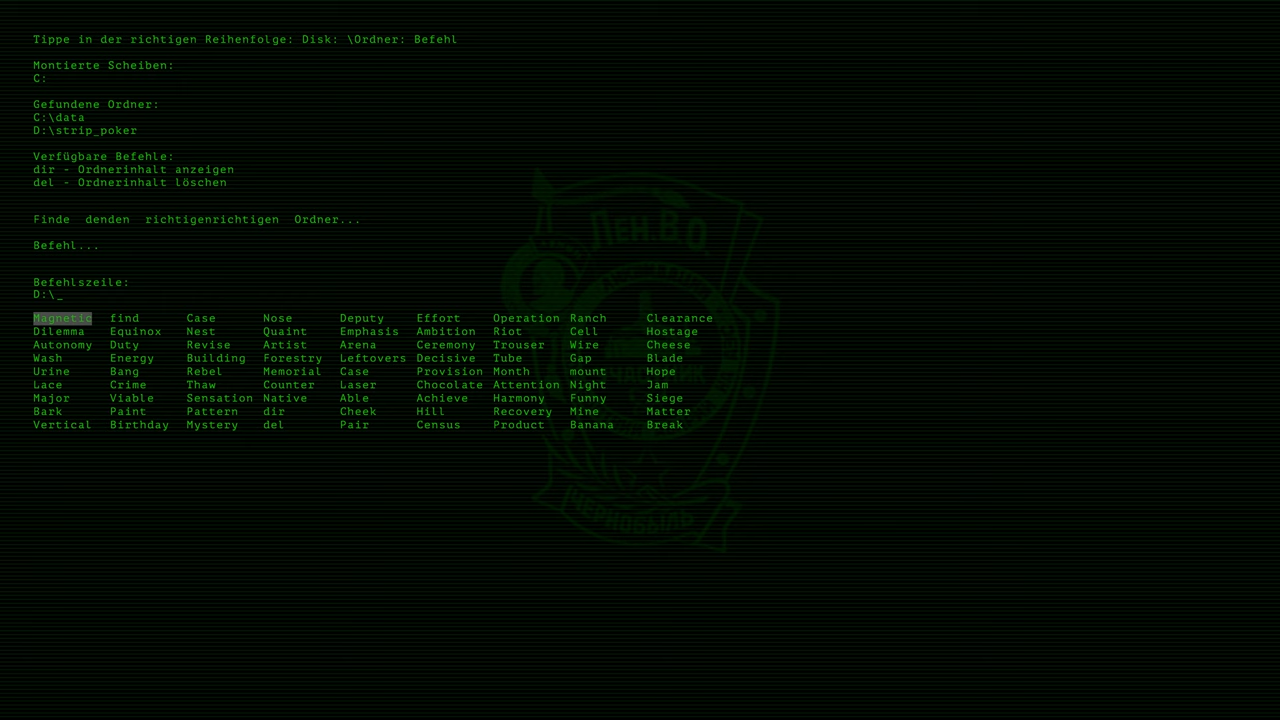 Tippe in der richtigen Reihenfolge: Disk: \Ordner: Befehl
Montierte Scheiben:
C:
Gefundene Ordner:
C:\data
D:\strip_poker
Verfügbare Befehle:
dir - Ordnerinhalt anzeigen
del - Ordnerinhalt löschen
Finde denden richtigenrichtigen Ordner...
Befehl...
Befehlszeile:
D:\_
Magnetic find Case Nose Deputy Effort Operation Ranch Clearance
Dilemma Equinox Nest Quaint Emphasis Ambition Riot Cell Hostage
Autonomy Duty Revise Artist Arena Ceremony Trouser Wire Cheese
Wash Energy Building Forestry Leftovers Decisive Tube Gap Blade
Urine Bang Rebel Memorial Case Provision Month mount Hope
Lace Crime Thaw Counter Laser Chocolate Attention Night Jam
Major Viable Sensation Native Able Achieve Harmony Funny Siege
Bark Paint Pattern dir Cheek Hill Recovery Mine Matter
Vertical Birthday Mystery del Pair Census Product Banana Break
Лен.В.О.
ЧЕРНОБЫЛЬ